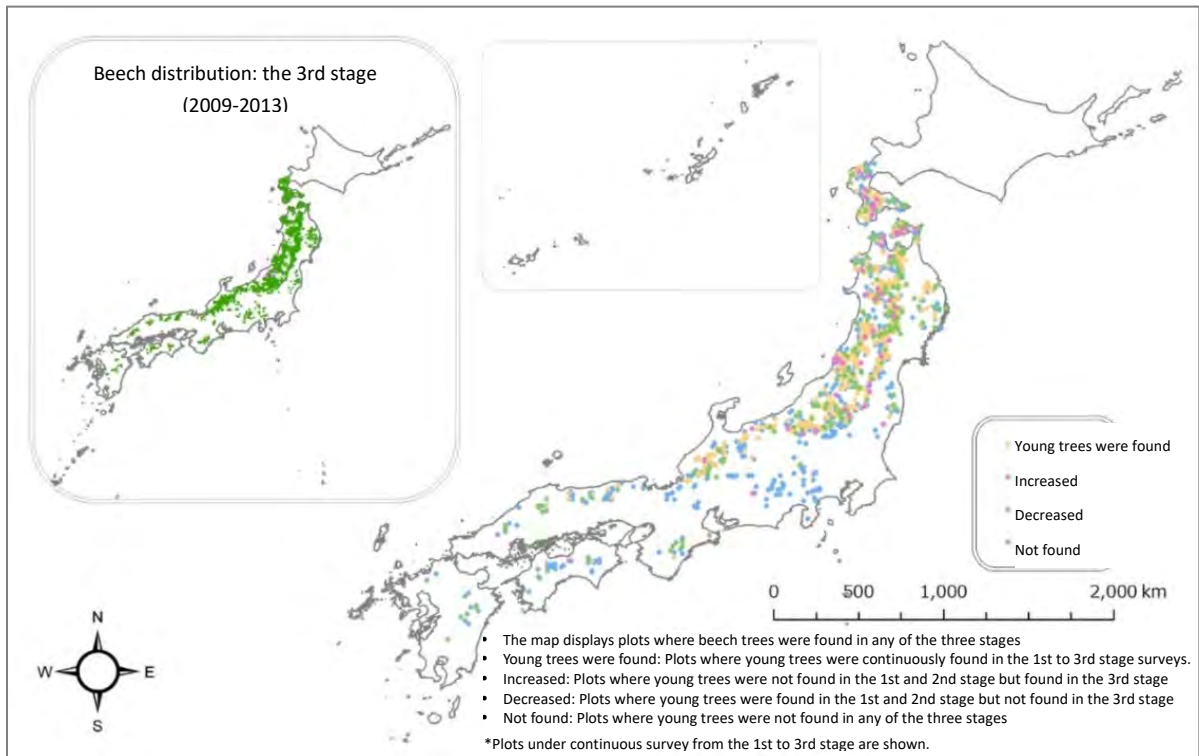 Beech distribution: the 3rd stage
(2009-2013)
Young trees were found
Increased
Decreased
Not found
0 500 1,000 2,000 km
N
W E
S
• The map displays plots where beech trees were found in any of the three stages
• Young trees were found: Plots where young trees were continuously found in the 1st to 3rd stage surveys.
• Increased: Plots where young trees were not found in the 1st and 2nd stage but found in the 3rd stage
• Decreased: Plots where young trees were found in the 1st and 2nd stage but not found in the 3rd stage
• Not found: Plots where young trees were not found in any of the three stages
*Plots under continuous survey from the 1st to 3rd stage are shown.